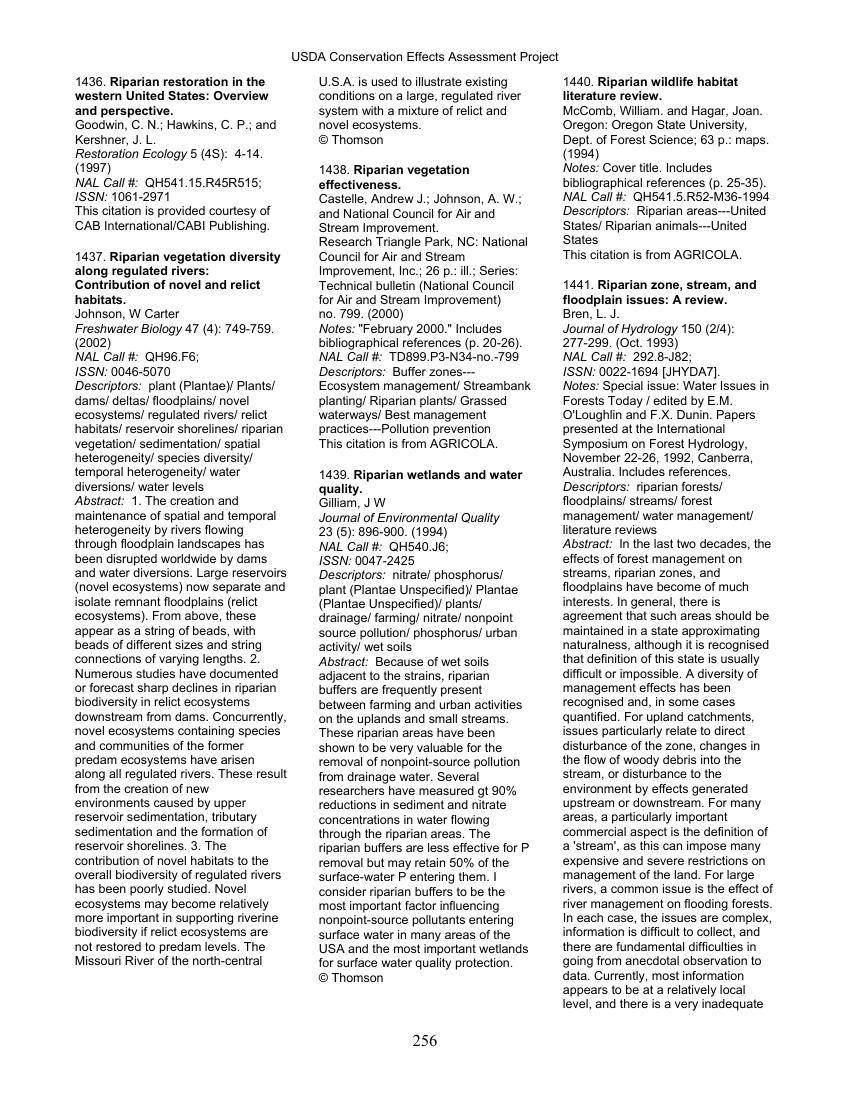 USDA Conservation Effects Assessment Project
1436. Riparian restoration in the
western United States: Overview
and perspective.
Goodwin, C. N.; Hawkins, C. P.; and
Kershner, J. L.
Restoration Ecology 5 (4S): 4-14.
(1997)
NAL Call #: QH541.15.R45R515;
ISSN: 1061-2971
This citation is provided courtesy of
CAB International/CABI Publishing.
1437. Riparian vegetation diversity
along regulated rivers:
Contribution of novel and relict
habitats.
Johnson, W Carter
Freshwater Biology 47 (4): 749-759.
(2002)
NAL Call #: QH96.F6;
ISSN: 0046-5070
Descriptors: plant (Plantae)/ Plants/
dams/ deltas/ floodplains/ novel
ecosystems/ regulated rivers/ relict
habitats/ reservoir shorelines/ riparian
vegetation/ sedimentation/ spatial
heterogeneity/ species diversity/
temporal heterogeneity/ water
diversions/ water levels
Abstract: 1. The creation and
maintenance of spatial and temporal
heterogeneity by rivers flowing
through floodplain landscapes has
been disrupted worldwide by dams
and water diversions. Large reservoirs
(novel ecosystems) now separate and
isolate remnant floodplains (relict
ecosystems). From above, these
appear as a string of beads, with
beads of different sizes and string
connections of varying lengths. 2.
Numerous studies have documented
or forecast sharp declines in riparian
biodiversity in relict ecosystems
downstream from dams. Concurrently,
novel ecosystems containing species
and communities of the former
predam ecosystems have arisen
along all regulated rivers. These result
from the creation of new
environments caused by upper
reservoir sedimentation, tributary
sedimentation and the formation of
reservoir shorelines. 3. The
contribution of novel habitats to the
overall biodiversity of regulated rivers
has been poorly studied. Novel
ecosystems may become relatively
more important in supporting riverine
biodiversity if relict ecosystems are
not restored to predam levels. The
Missouri River of the north-central
U.S.A. is used to illustrate existing
conditions on a large, regulated river
system with a mixture of relict and
novel ecosystems.
© Thomson
1438. Riparian vegetation
effectiveness.
Castelle, Andrew J.; Johnson, A. W.;
and National Council for Air and
Stream Improvement.
Research Triangle Park, NC: National
Council for Air and Stream
Improvement, Inc.; 26 p.: ill.; Series:
Technical bulletin (National Council
for Air and Stream Improvement)
no. 799. (2000)
Notes: "February 2000." Includes
bibliographical references (p. 20-26).
NAL Call #: TD899.P3-N34-no.-799
Descriptors: Buffer zones---
Ecosystem management/ Streambank
planting/ Riparian plants/ Grassed
waterways/ Best management
practices---Pollution prevention
This citation is from AGRICOLA.
1439. Riparian wetlands and water
quality.
Gilliam, J W
Journal of Environmental Quality
23 (5): 896-900. (1994)
NAL Call #: QH540.J6;
ISSN: 0047-2425
Descriptors: nitrate/ phosphorus/
plant (Plantae Unspecified)/ Plantae
(Plantae Unspecified)/ plants/
drainage/ farming/ nitrate/ nonpoint
source pollution/ phosphorus/ urban
activity/ wet soils
Abstract: Because of wet soils
adjacent to the strains, riparian
buffers are frequently present
between farming and urban activities
on the uplands and small streams.
These riparian areas have been
shown to be very valuable for the
removal of nonpoint-source pollution
from drainage water. Several
researchers have measured gt 90%
reductions in sediment and nitrate
concentrations in water flowing
through the riparian areas. The
riparian buffers are less effective for P
removal but may retain 50% of the
surface-water P entering them. I
consider riparian buffers to be the
most important factor influencing
nonpoint-source pollutants entering
surface water in many areas of the
USA and the most important wetlands
for surface water quality protection.
© Thomson
1440. Riparian wildlife habitat
literature review.
McComb, William. and Hagar, Joan.
Oregon: Oregon State University,
Dept. of Forest Science; 63 p.: maps.
(1994)
Notes: Cover title. Includes
bibliographical references (p. 25-35).
NAL Call #: QH541.5.R52-M36-1994
Descriptors: Riparian areas---United
States/ Riparian animals---United
States
This citation is from AGRICOLA.
1441. Riparian zone, stream, and
floodplain issues: A review.
Bren, L. J.
Journal of Hydrology 150 (2/4):
277-299. (Oct. 1993)
NAL Call #: 292.8-J82;
ISSN: 0022-1694 [JHYDA7].
Notes: Special issue: Water Issues in
Forests Today / edited by E.M.
O'Loughlin and F.X. Dunin. Papers
presented at the International
Symposium on Forest Hydrology,
November 22-26, 1992, Canberra,
Australia. Includes references.
Descriptors: riparian forests/
floodplains/ streams/ forest
management/ water management/
literature reviews
Abstract: In the last two decades, the
effects of forest management on
streams, riparian zones, and
floodplains have become of much
interests. In general, there is
agreement that such areas should be
maintained in a state approximating
naturalness, although it is recognised
that definition of this state is usually
difficult or impossible. A diversity of
management effects has been
recognised and, in some cases
quantified. For upland catchments,
issues particularly relate to direct
disturbance of the zone, changes in
the flow of woody debris into the
stream, or disturbance to the
environment by effects generated
upstream or downstream. For many
areas, a particularly important
commercial aspect is the definition of
a 'stream', as this can impose many
expensive and severe restrictions on
management of the land. For large
rivers, a common issue is the effect of
river management on flooding forests.
In each case, the issues are complex,
information is difficult to collect, and
there are fundamental difficulties in
going from anecdotal observation to
data. Currently, most information
appears to be at a relatively local
level, and there is a very inadequate
256